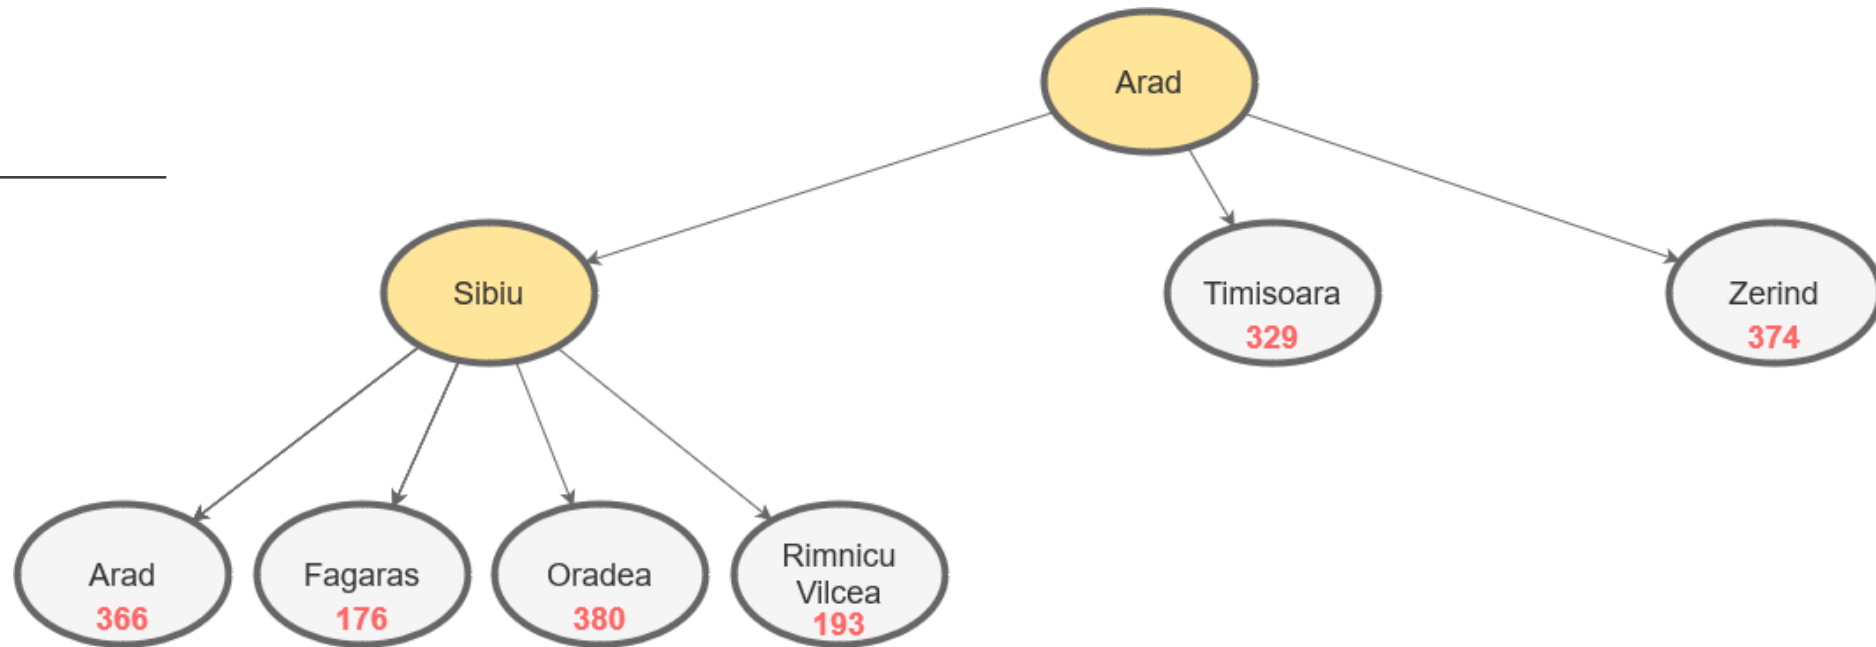 Arad
Sibiu
Timisoara
329
Zerind
374
Arad
366
Fagaras
176
Oradea
380
Rimnicu
Vilcea
193